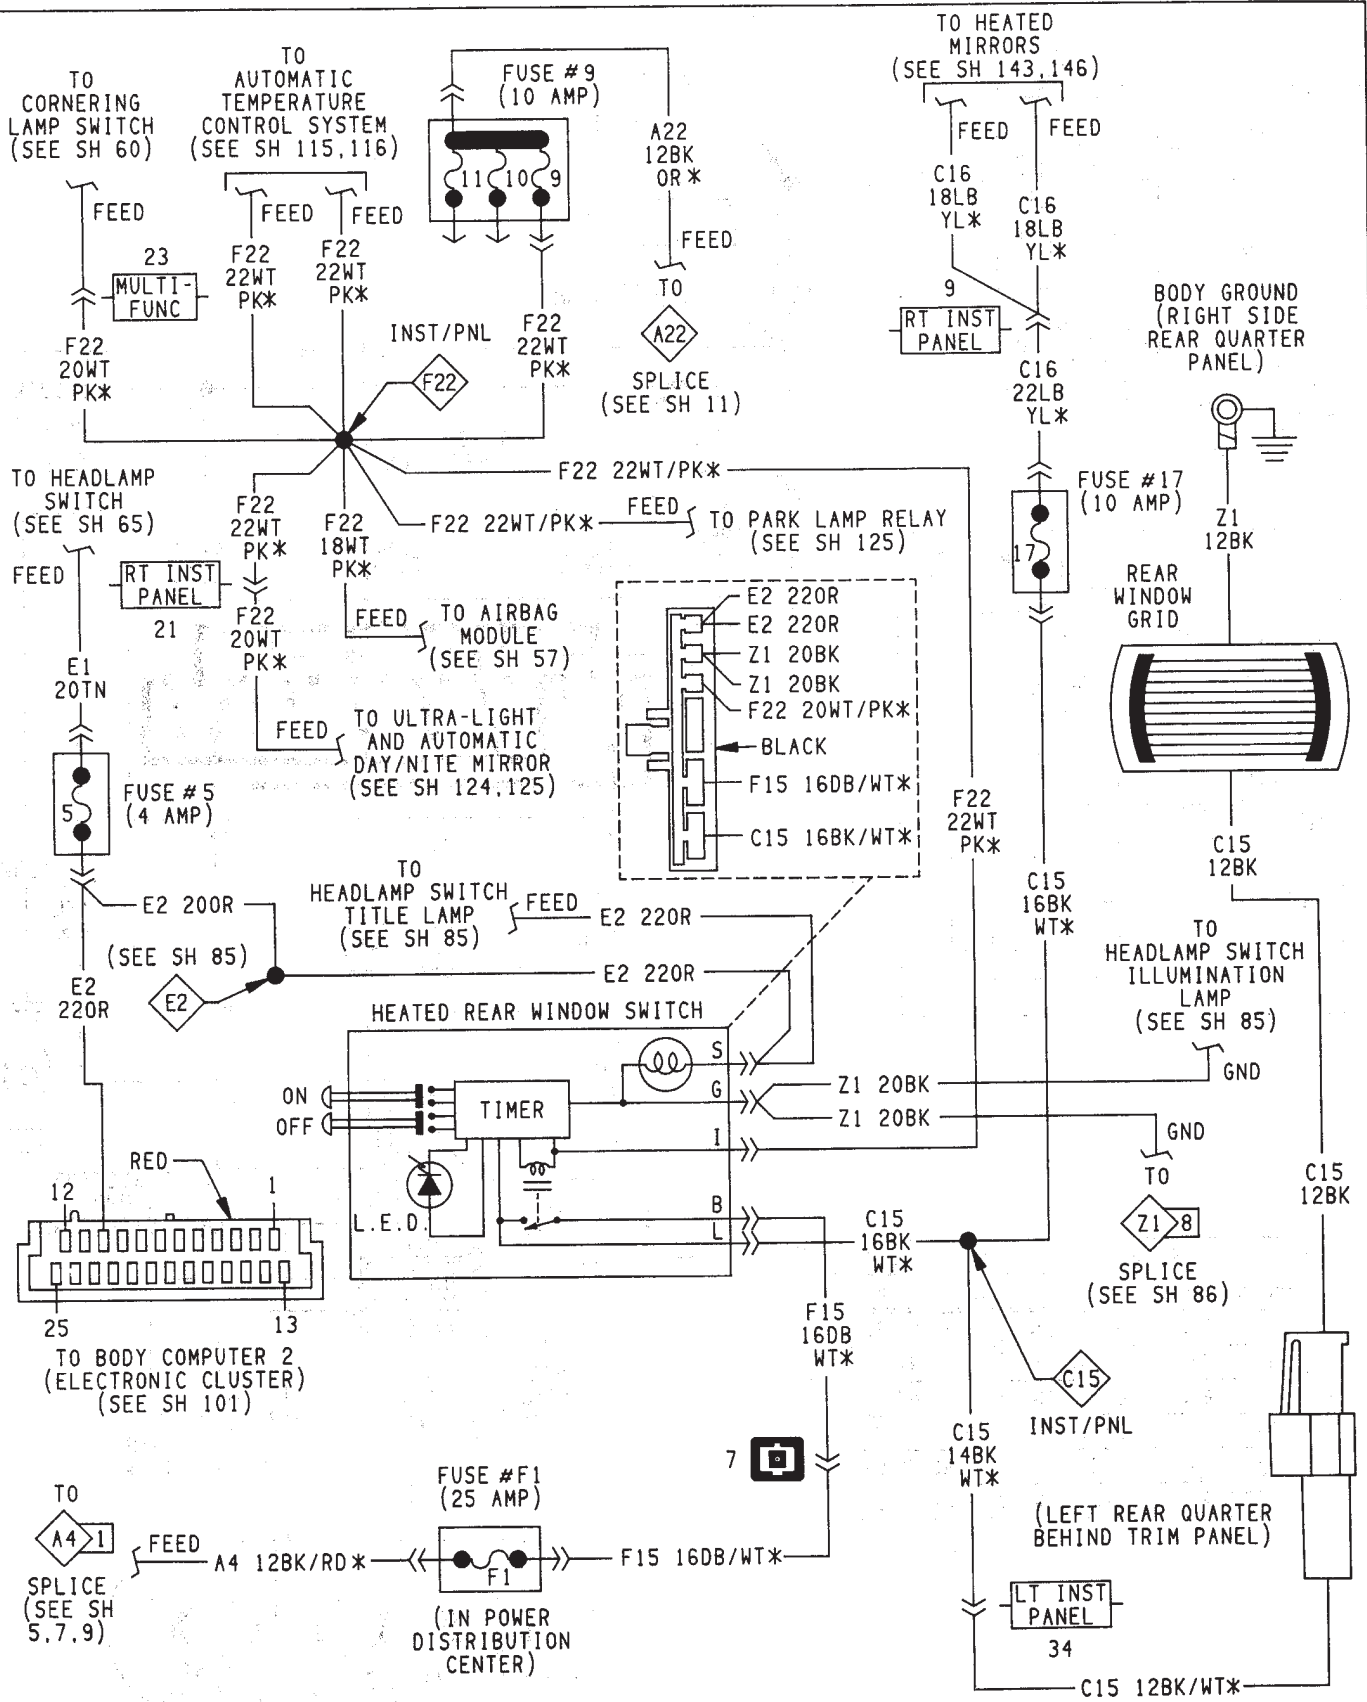 TO HEATED
MIRRORS
(SEE SH 143,146)
FEED
FEED
C16
18LB
YL*
C16
18LB
YL*
9
RT INST
PANEL
C16
22LB
YL*
TO
CORNERING
LAMP SWITCH
(SEE SH 60)
FEED
TO
AUTOMATIC
TEMPERATURE
CONTROL SYSTEM
(SEE SH 115,116)
FEED
FEED
FUSE #9
(10 AMP)
11
10
9
A22
12BK
OR*
FEED
TO
A22
SPLICE
(SEE SH 11)
23
MULTI-
FUNC
F22
22WT
PK*
F22
22WT
PK*
F22
20WT
PK*
INST/PNL
F22
F22
22WT
PK*
BODY GROUND
(RIGHT SIDE
REAR QUARTER
PANEL)
Z1
12BK
REAR
WINDOW
GRID
FUSE #17
(10 AMP)
17
TO HEADLAMP
SWITCH
(SEE SH 65)
FEED
F22
22WT
PK*
F22
18WT
PK*
F22 22WT/PK*
F22 22WT/PK*
FEED
TO PARK LAMP RELAY
(SEE SH 125)
RT INST
PANEL
21
F22
20WT
PK*
FEED
TO AIRBAG
MODULE
(SEE SH 57)
E1
20TN
FEED
TO ULTRA-LIGHT
AND AUTOMATIC
DAY/NITE MIRROR
(SEE SH 124,125)
E2 22OR
E2 22OR
Z1 20BK
Z1 20BK
F22 20WT/PK*
BLACK
F15 16DB/WT*
C15 16BK/WT*
5
FUSE #5
(4 AMP)
F22
22WT
PK*
C15
16BK
WT*
C15
12BK
E2 20OR
(SEE SH 85)
E2
E2
22OR
TO
HEADLAMP SWITCH
TITLE LAMP
(SEE SH 85)
FEED
E2 22OR
E2 22OR
TO
HEADLAMP SWITCH
ILLUMINATION
LAMP
(SEE SH 85)
GND
HEATED REAR WINDOW SWITCH
ON
OFF
TIMER
L.E.D.
S
G
I
B
L
Z1 20BK
Z1 20BK
GND
TO
Z1 8
SPLICE
(SEE SH 86)
C15
12BK
RED
12
1
25
13
TO BODY COMPUTER 2
(ELECTRONIC CLUSTER)
(SEE SH 101)
C15
16BK
WT*
F15
16DB
WT*
C15
INST/PNL
C15
14BK
WT*
7
TO
A4 1
SPLICE
(SEE SH
5,7,9)
FEED
A4 12BK/RD*
FUSE #F1
(25 AMP)
F1
(IN POWER
DISTRIBUTION
CENTER)
F15 16DB/WT*
(LEFT REAR QUARTER
BEHIND TRIM PANEL)
LT INST
PANEL
34
C15 12BK/WT*